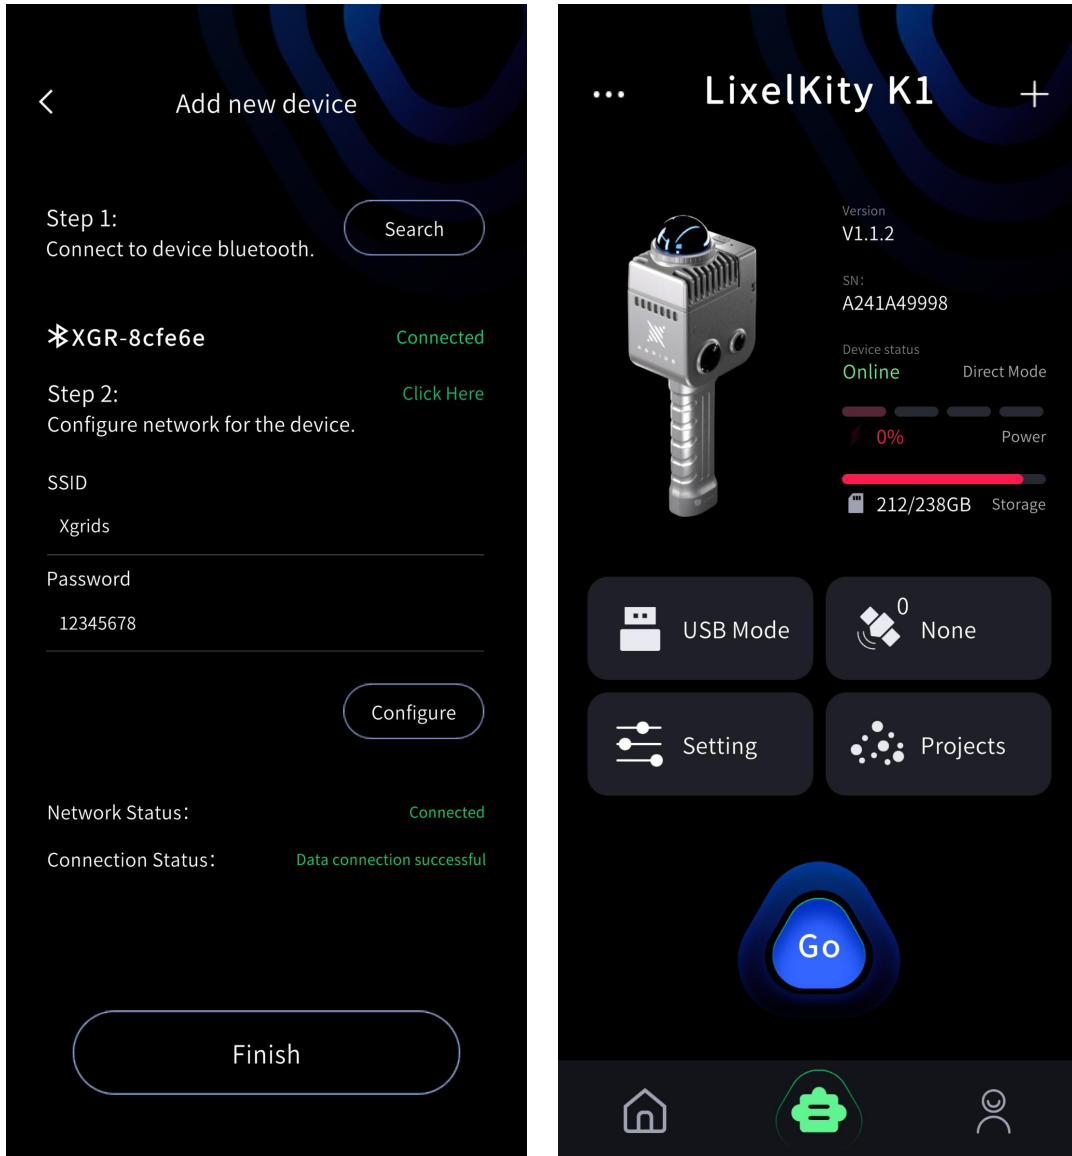 Add new device
Step 1:
Connect to device bluetooth.
Search
XGR-8cfe6e
Connected
Step 2:
Click Here
Configure network for the device.
SSID
Xgrids
Password
12345678
Configure
Network Status:
Connected
Connection Status:
Data connection successful
Finish
LixelKity K1
Version
V1.1.2
SN:
A241A49998
Device status
Online
Direct Mode
0%
Power
212/238GB
Storage
USB Mode
0
None
Setting
Projects
Go